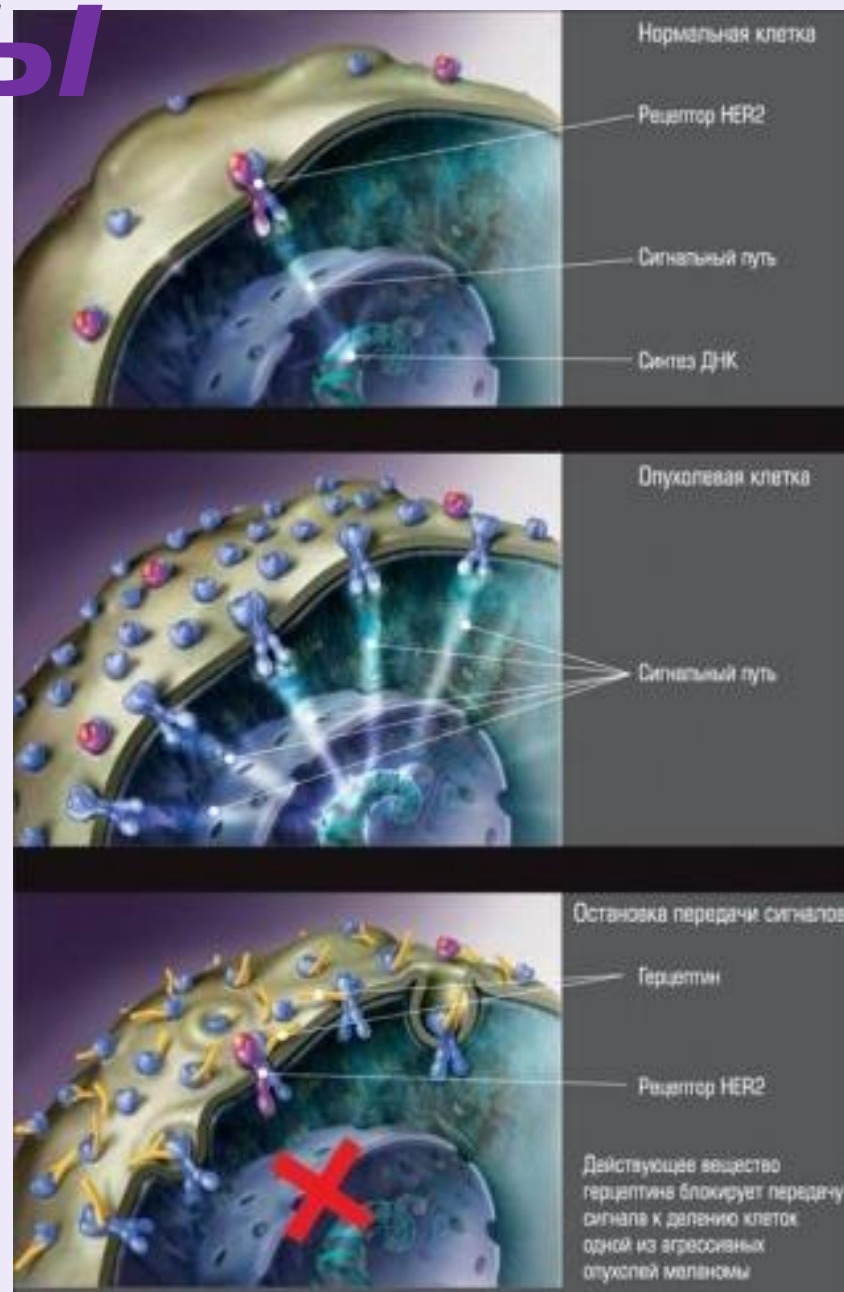 ы
Нормальная клетка
Рецептор HER2
Сигнальный путь
Синтез ДНК
Опухолевая клетка
Сигнальный путь
Остановка передачи сигналов
Герцептин
Рецептор HER2
Действующее вещество
герцептина блокирует передачу
сигнала к делению клеток
одной из агрессивных
опухолей меланомы